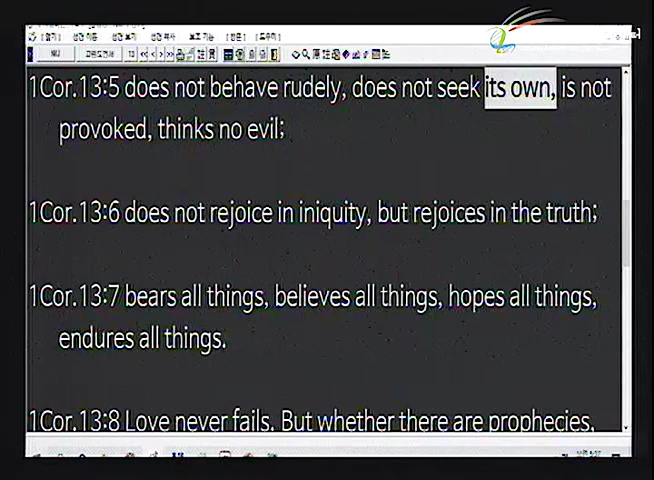 NKJ
13
1Cor.13:5 does not behave rudely, does not seek its own, is not
provoked, thinks no evil;
1Cor.13:6 does not rejoice in iniquity, but rejoices in the truth;
1Cor.13:7 bears all things, believes all things, hopes all things,
endures all things.
1Cor.13:8 Love never fails. But whether there are prophecies,